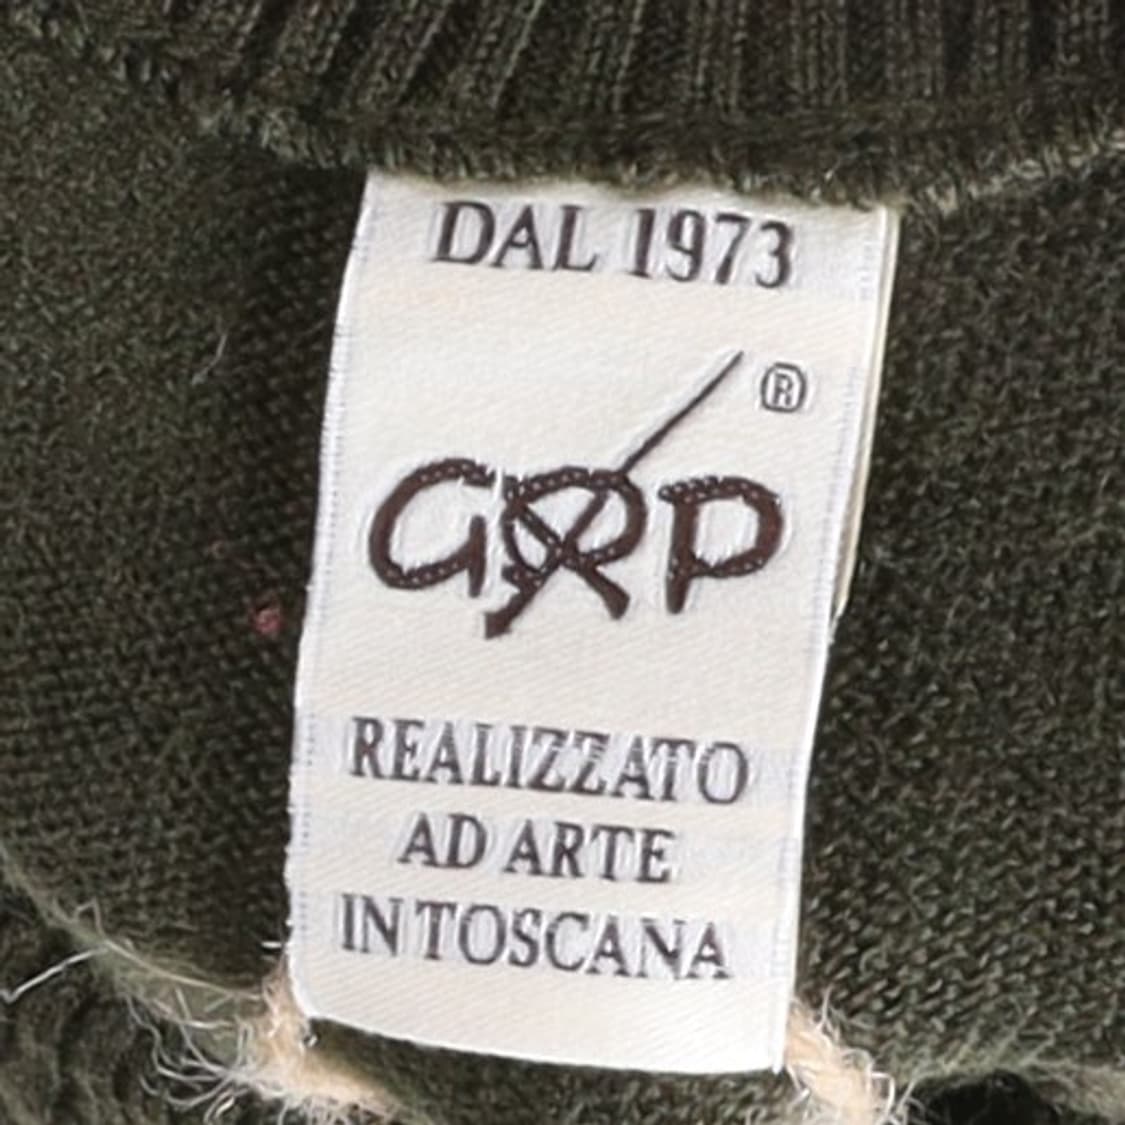 DAL 1973
GRP ®
REALIZZATO
AD ARTE
IN TOSCANA